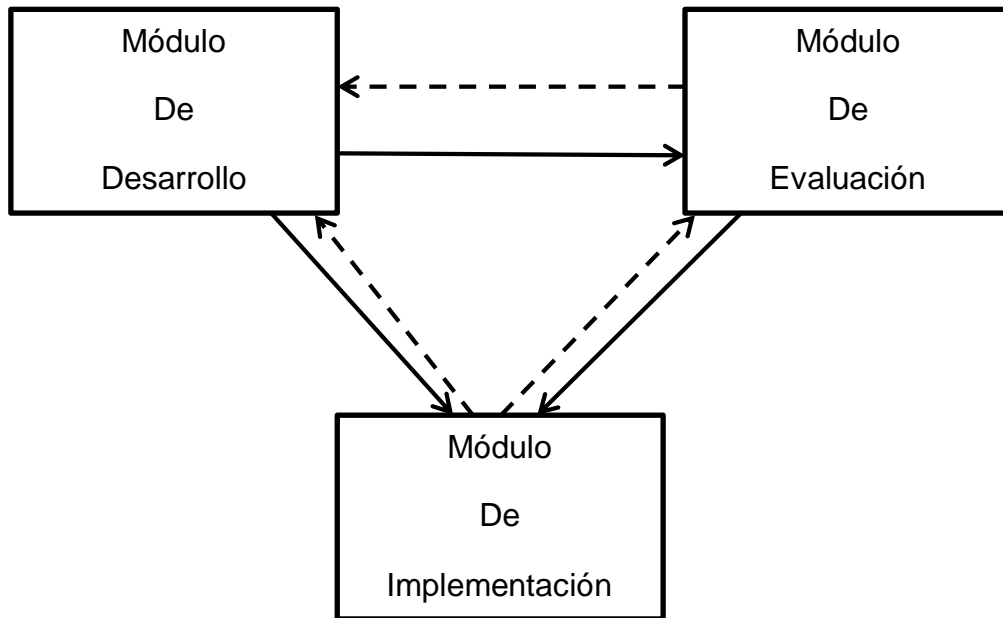 Módulo
De
Desarrollo
Módulo
De
Evaluación
Módulo
De
Implementación